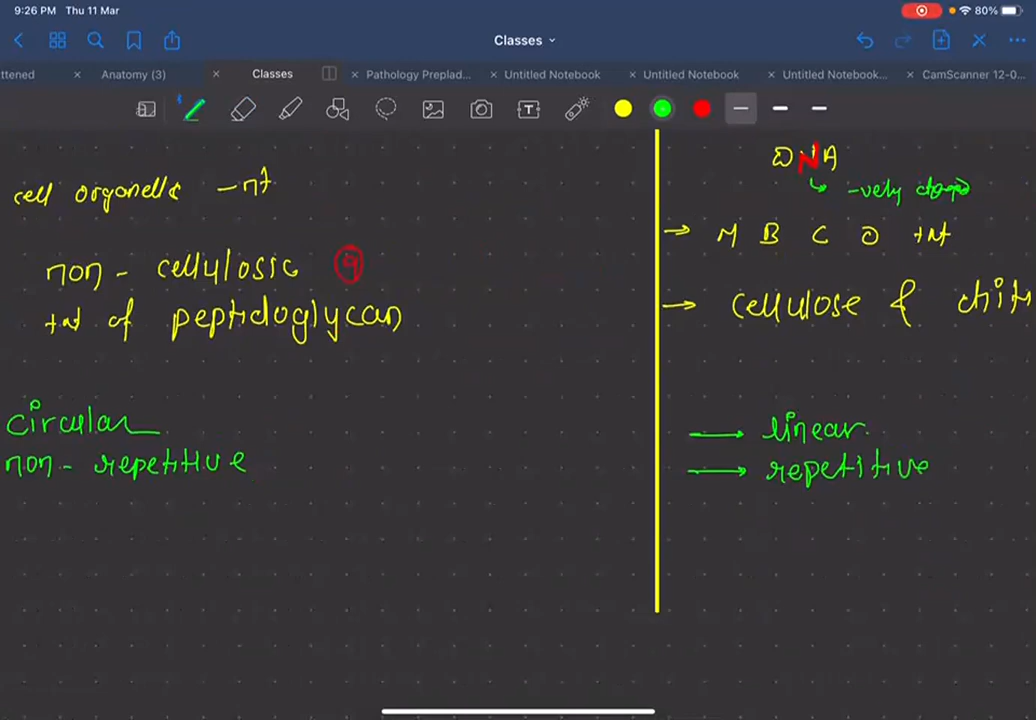 9:26 PM Thu 11 Mar 80%
Classes
ttened Anatomy (3) Classes Pathology Preplad... Untitled Notebook Untitled Notebook Untitled Notebook... CamScanner 12-0...
T
cell organelle -nt
non - cellulosic
+nt of peptidoglycan
circular
non - repetitive
DNA
-vely charged
→ M B C O +nt
→ cellulose & chiti
→ linear
→ repetitive